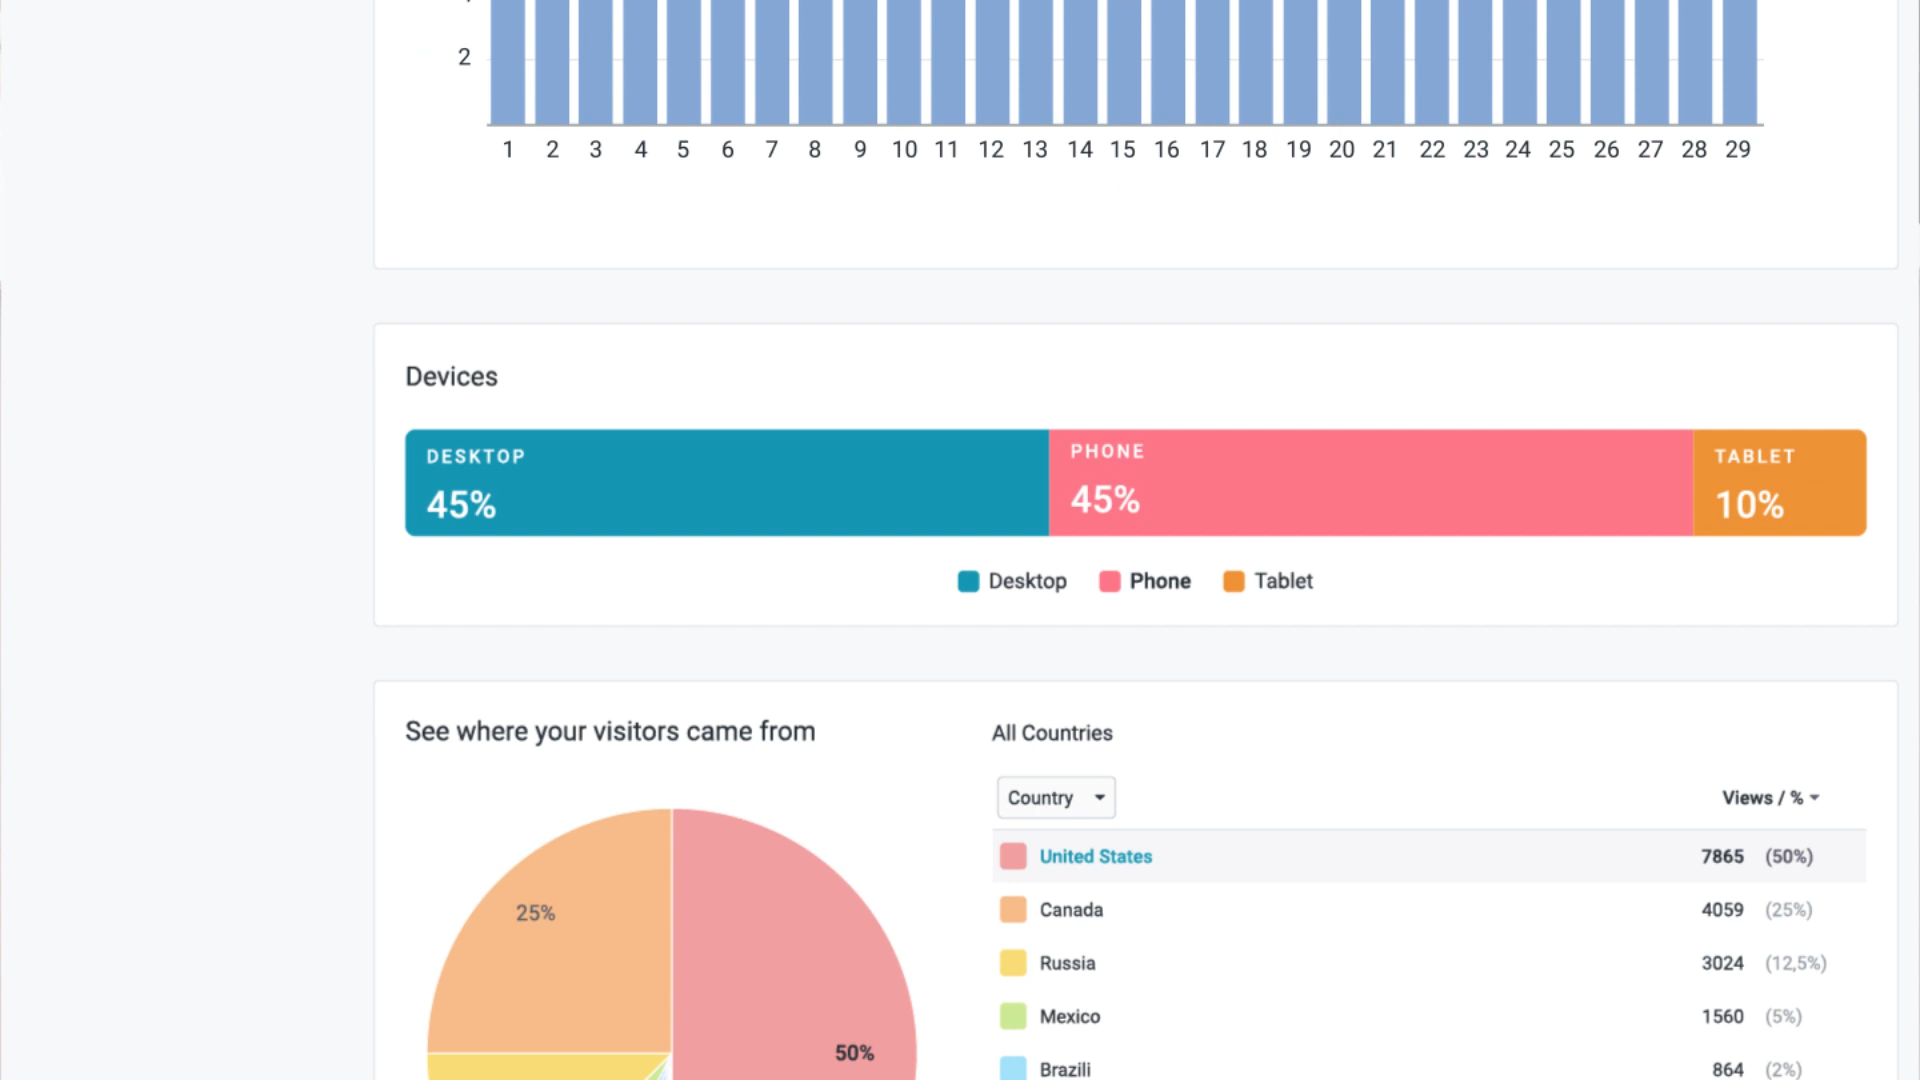 2
1 2 3 4 5 6 7 8 9 10 11 12 13 14 15 16 17 18 19 20 21 22 23 24 25 26 27 28 29
Devices
DESKTOP PHONE TABLET
45% 45% 10%
Desktop Phone Tablet
See where your visitors came from
All Countries
Country Views / %
United States 7865 (50%)
Canada 4059 (25%)
25%
Russia 3024 (12,5%)
Mexico 1560 (5%)
50%
Brazili 864 (2%)